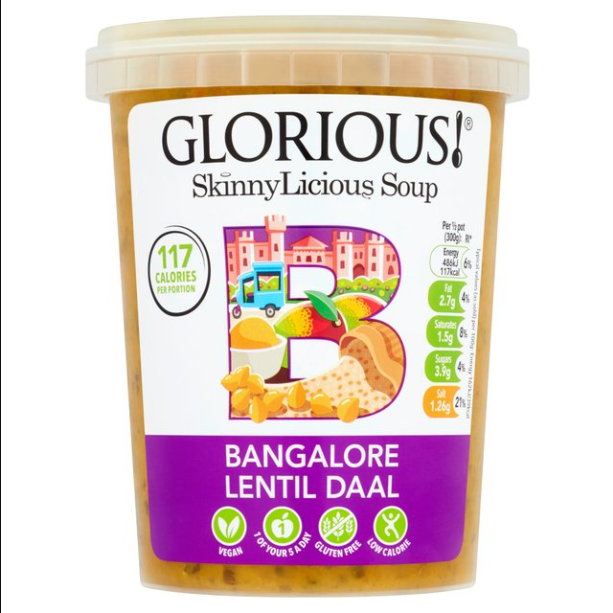 GLORIOUS!®
SkinnyLicious Soup
117
CALORIES
PER PORTION
Per ½ pot
(300g): RI*
Energy
486kJ
117kcal
6%
Fat
2.7g
4%
Saturates
1.5g
8%
Sugars
3.9g
4%
Salt
1.26g
21%
BANGALORE
LENTIL DAAL
VEGAN
1 OF YOUR 5 A DAY
GLUTEN FREE
LOW CALORIE